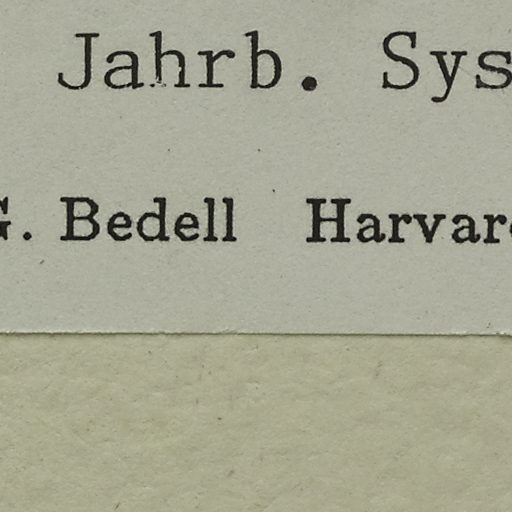 Jahrb. Sys
G. Bedell Harvar